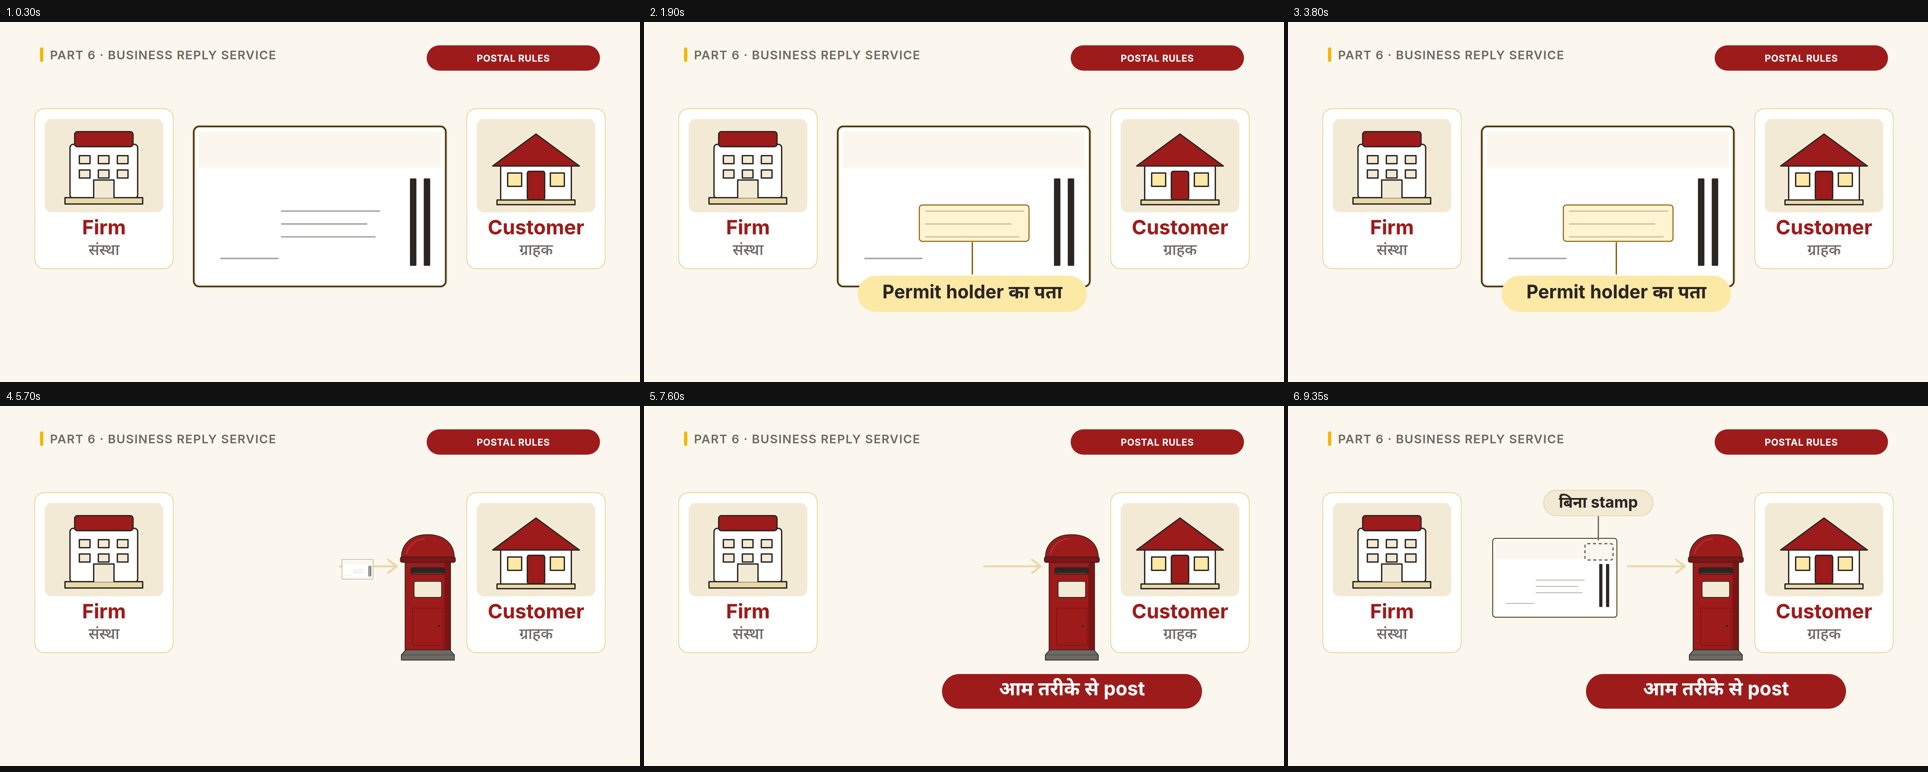 1. 0.30s
PART 6 · BUSINESS REPLY SERVICE
POSTAL RULES
Firm
संस्था
Customer
ग्राहक
2. 1.90s
PART 6 · BUSINESS REPLY SERVICE
POSTAL RULES
Firm
संस्था
Customer
ग्राहक
Permit holder का पता
3. 3.80s
PART 6 · BUSINESS REPLY SERVICE
POSTAL RULES
Firm
संस्था
Customer
ग्राहक
Permit holder का पता
4. 5.70s
PART 6 · BUSINESS REPLY SERVICE
POSTAL RULES
Firm
संस्था
Customer
ग्राहक
5. 7.60s
PART 6 · BUSINESS REPLY SERVICE
POSTAL RULES
Firm
संस्था
Customer
ग्राहक
आम तरीके से post
6. 9.35s
PART 6 · BUSINESS REPLY SERVICE
POSTAL RULES
बिना stamp
Firm
संस्था
Customer
ग्राहक
आम तरीके से post